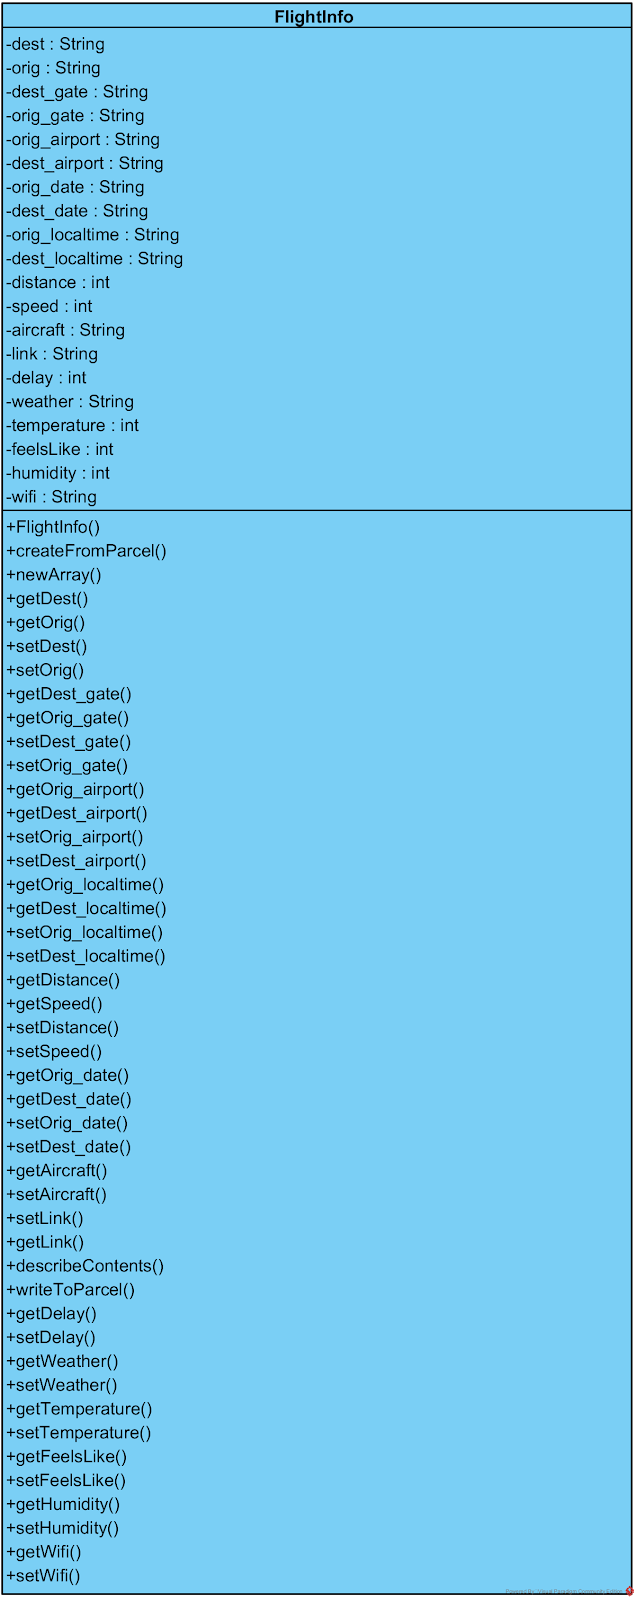 FlightInfo
-dest : String
-orig : String
-dest_gate : String
-orig_gate : String
-orig_airport : String
-dest_airport : String
-orig_date : String
-dest_date : String
-orig_localtime : String
-dest_localtime : String
-distance : int
-speed : int
-aircraft : String
-link : String
-delay : int
-weather : String
-temperature : int
-feelsLike : int
-humidity : int
-wifi : String
+FlightInfo()
+createFromParcel()
+newArray()
+getDest()
+getOrig()
+setDest()
+setOrig()
+getDest_gate()
+getOrig_gate()
+setDest_gate()
+setOrig_gate()
+getOrig_airport()
+getDest_airport()
+setOrig_airport()
+setDest_airport()
+getOrig_localtime()
+getDest_localtime()
+setOrig_localtime()
+setDest_localtime()
+getDistance()
+getSpeed()
+setDistance()
+setSpeed()
+getOrig_date()
+getDest_date()
+setOrig_date()
+setDest_date()
+getAircraft()
+setAircraft()
+setLink()
+getLink()
+describeContents()
+writeToParcel()
+getDelay()
+setDelay()
+getWeather()
+setWeather()
+getTemperature()
+setTemperature()
+getFeelsLike()
+setFeelsLike()
+getHumidity()
+setHumidity()
+getWifi()
+setWifi()
Powered By Visual Paradigm Community Edition